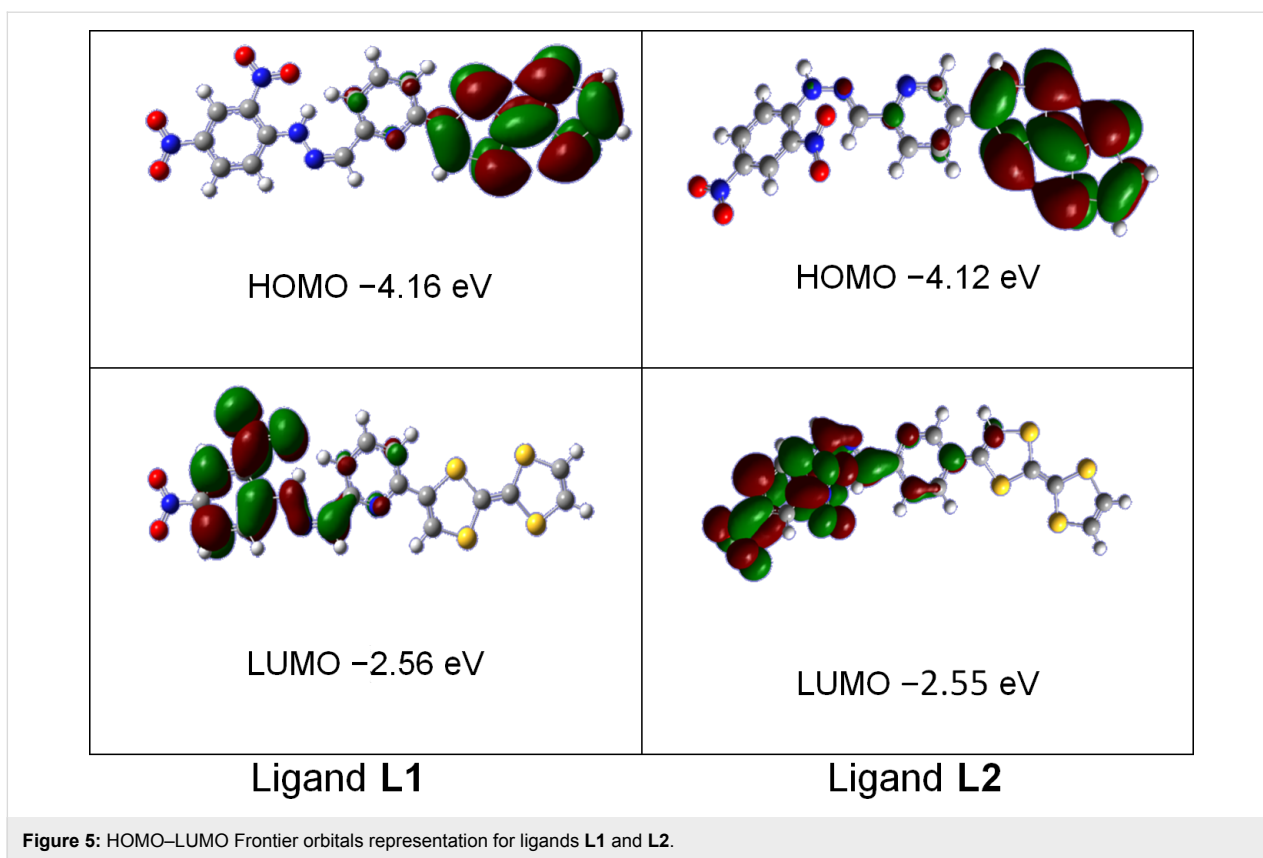 HOMO −4.16 eV
HOMO −4.12 eV
LUMO −2.56 eV
LUMO −2.55 eV
Ligand L1
Ligand L2
Figure 5: HOMO–LUMO Frontier orbitals representation for ligands L1 and L2.